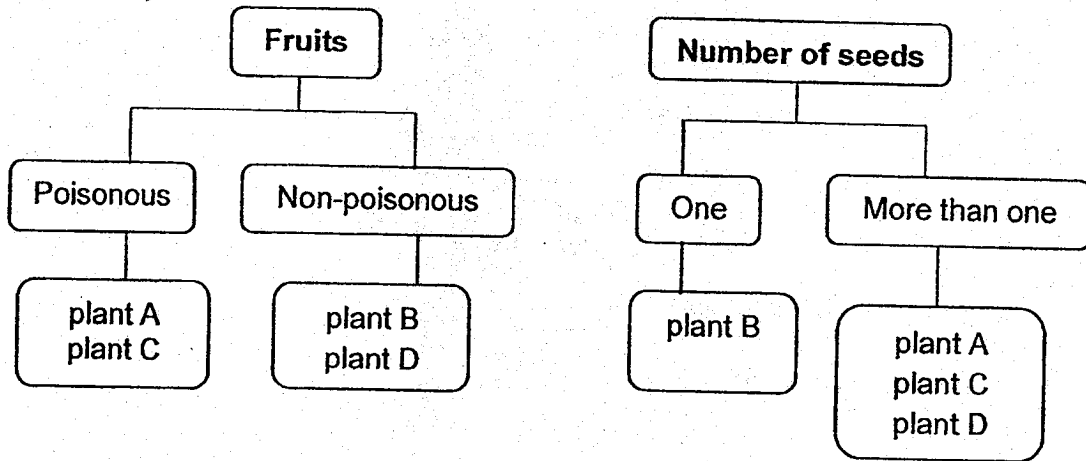 Fruits
Poisonous
Non-poisonous
plant A
plant C
plant B
plant D
Number of seeds
One
More than one
plant B
plant A
plant C
plant D